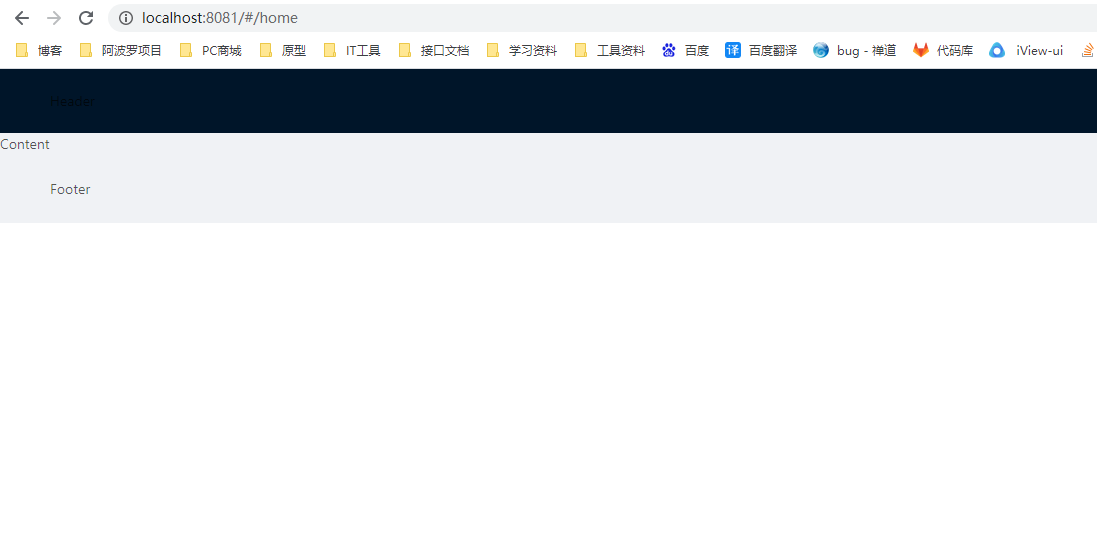 localhost:8081/#/home
博客 阿波罗项目 PC商城 原型 IT工具 接口文档 学习资料 工具资料 百度 译 百度翻译 bug - 禅道 代码库 iView-ui
Header
Content
Footer